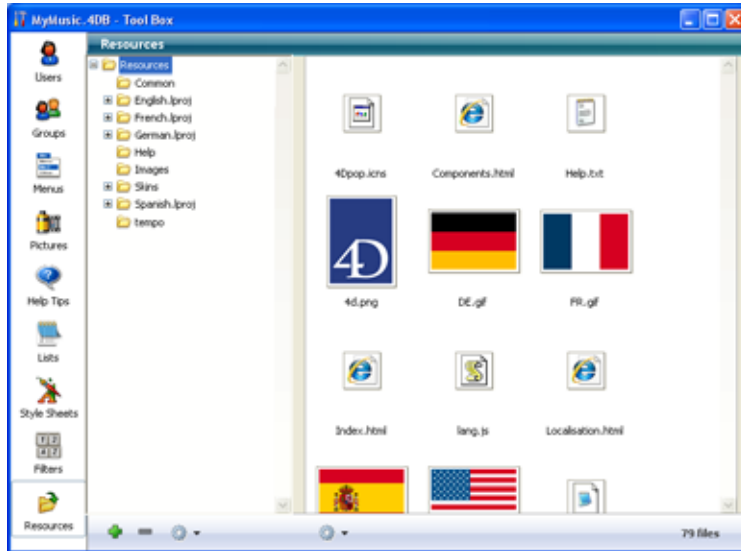 MyMusic.4DB - Tool Box
Resources
Users
Groups
Menus
Pictures
Help Tips
Lists
Style Sheets
Filters
Resources
Resources
Common
English.lproj
French.lproj
German.lproj
Help
Images
Skins
Spanish.lproj
tempo
4Dpop.icns
Components.html
Help.txt
4D
4d.png
DE.gif
FR.gif
Index.html
lang.js
Localisation.html
79 files